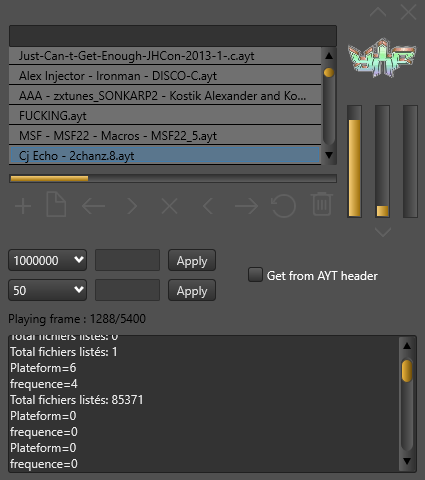 Just-Can-t-Get-Enough-JHCon-2013-1-.c.ayt
Alex Injector - Ironman - DISCO-C.ayt
AAA - zxtunes_SONKARP2 - Kostik Alexander and Ko...
FUCKING.ayt
MSF - MSF22 - Macros - MSF22_5.ayt
Cj Echo - 2chanz.8.ayt
1000000 Apply
Get from AYT header
50 Apply
Playing frame : 1288/5400
Total fichiers listés: 0
Total fichiers listés: 1
Plateform=6
frequence=4
Total fichiers listés: 85371
Plateform=0
frequence=0
Plateform=0
frequence=0